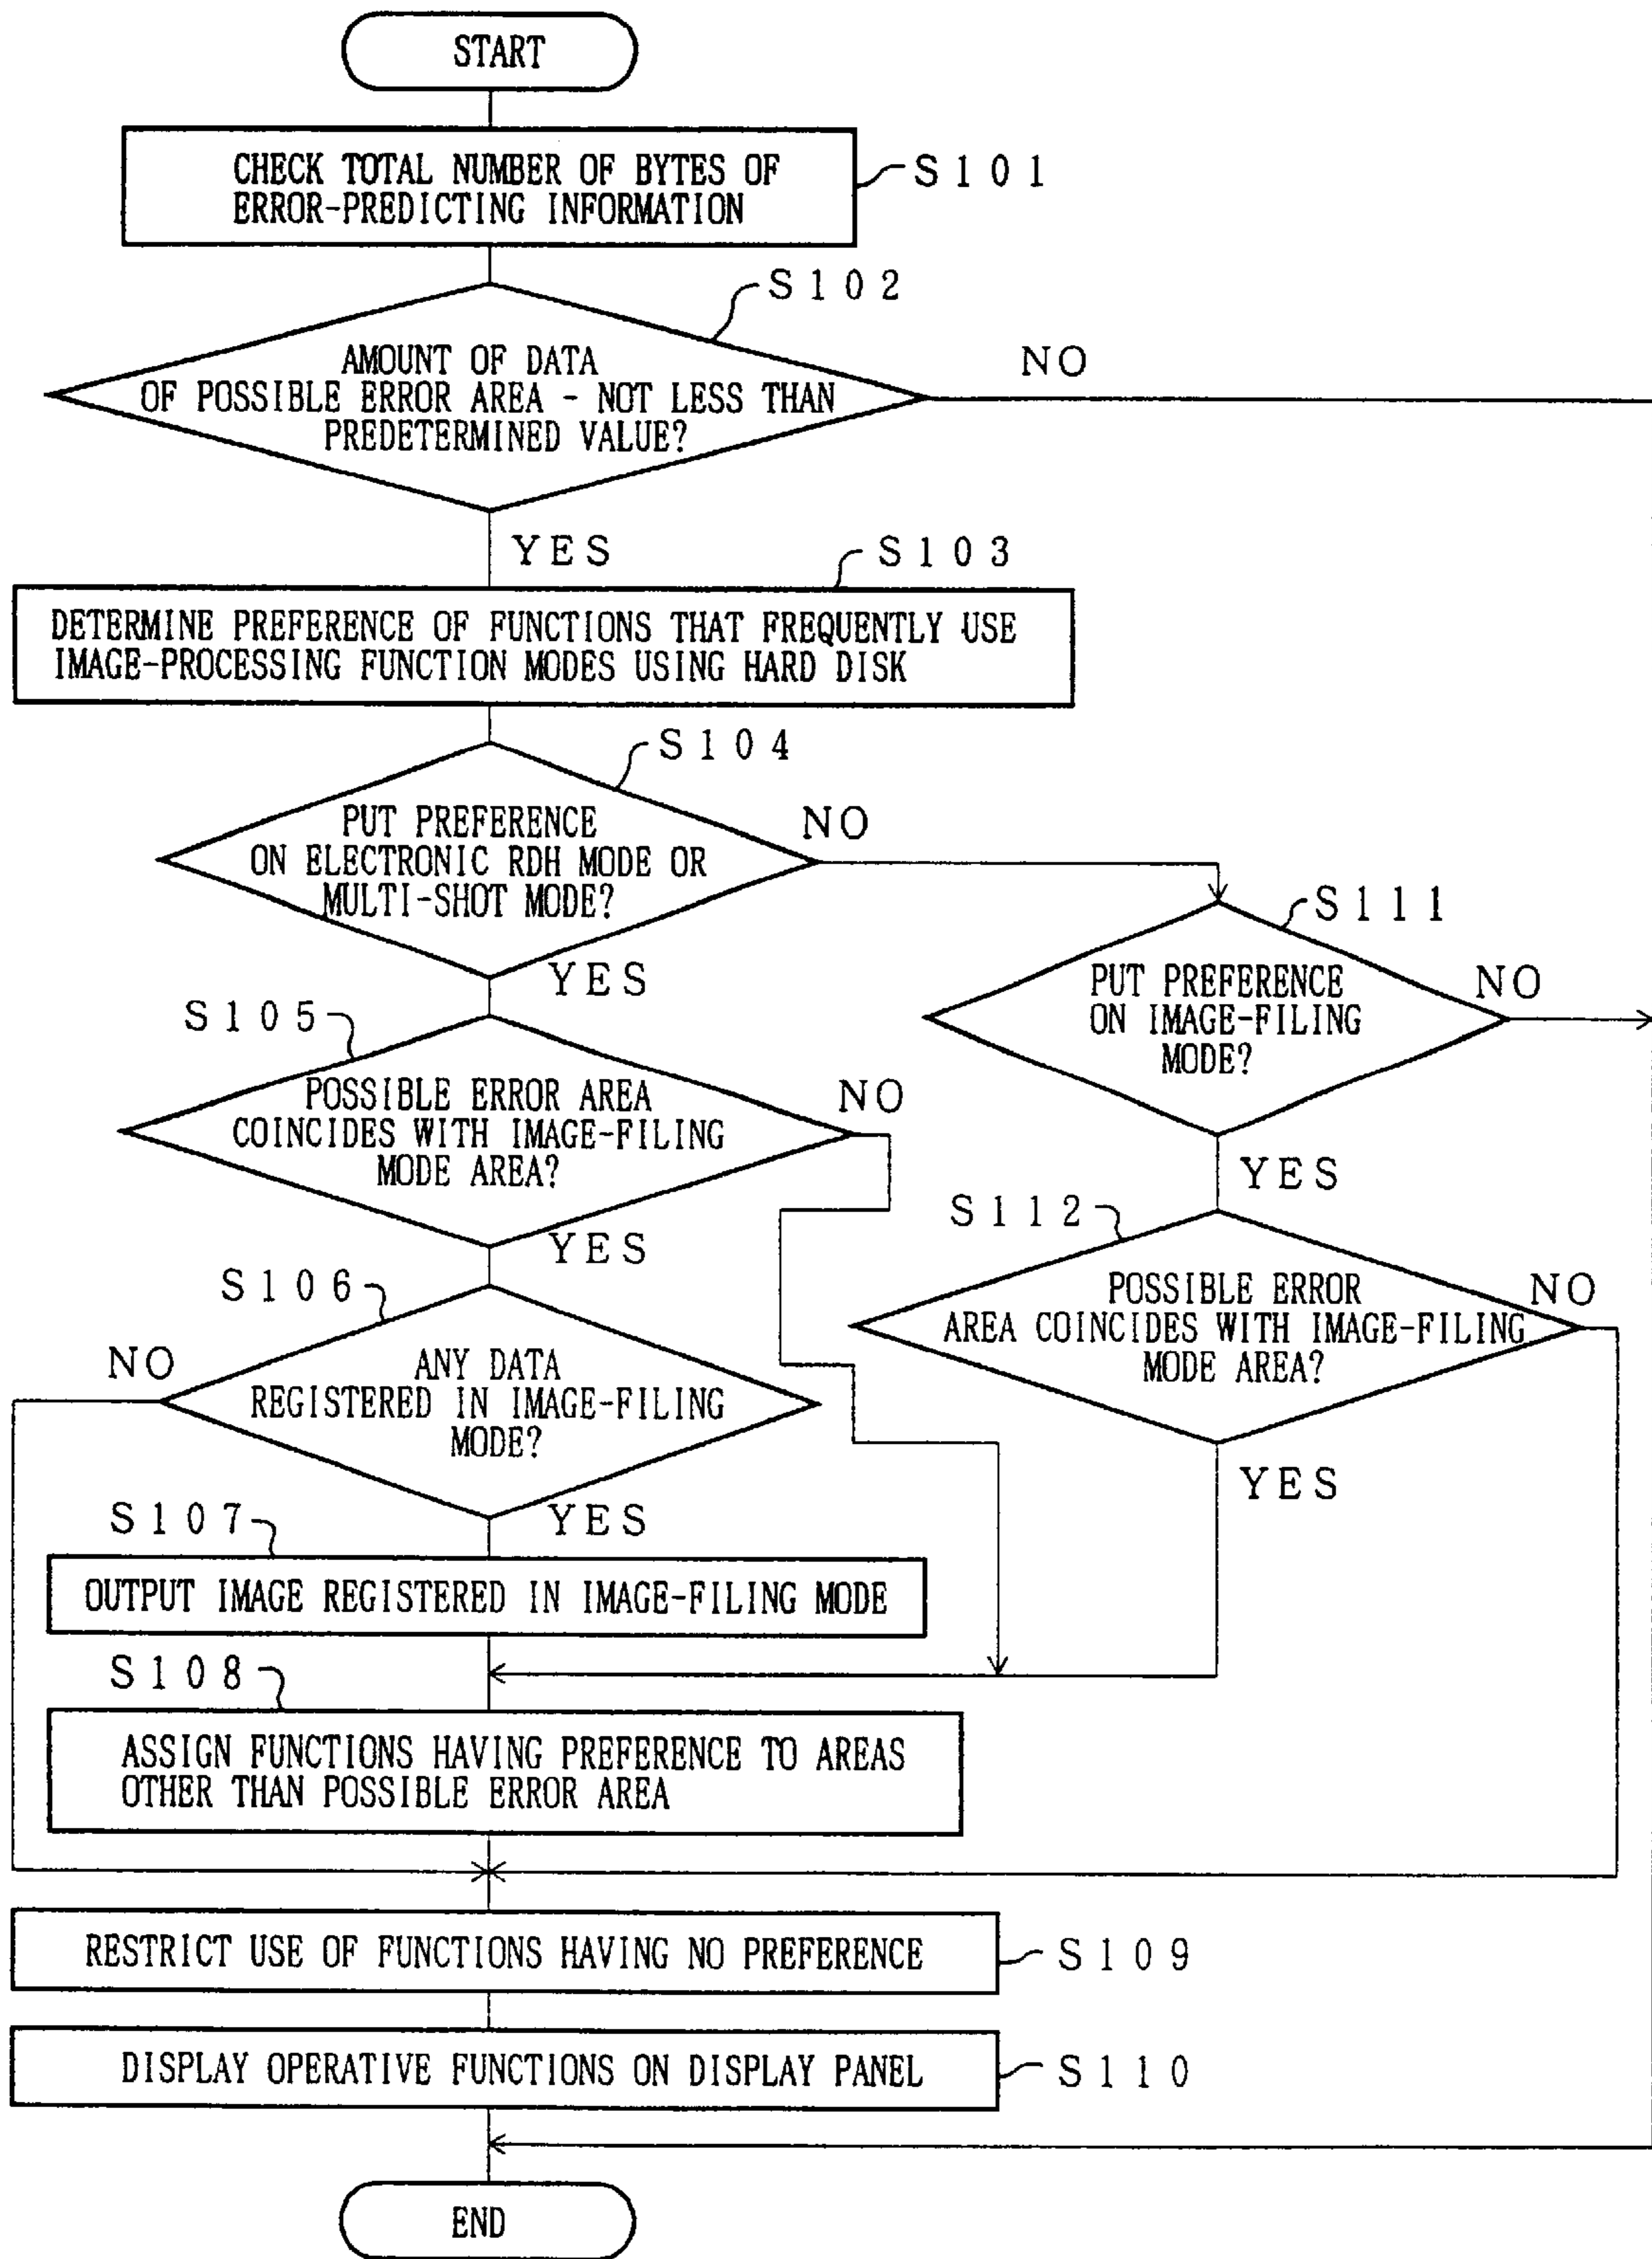 START
CHECK TOTAL NUMBER OF BYTES OF
ERROR-PREDICTING INFORMATION
S101
S102
AMOUNT OF DATA
OF POSSIBLE ERROR AREA - NOT LESS THAN
PREDETERMINED VALUE?
NO
YES
S103
DETERMINE PREFERENCE OF FUNCTIONS THAT FREQUENTLY USE
IMAGE-PROCESSING FUNCTION MODES USING HARD DISK
S104
PUT PREFERENCE
ON ELECTRONIC RDH MODE OR
MULTI-SHOT MODE?
NO
YES
S111
PUT PREFERENCE
ON IMAGE-FILING
MODE?
NO
YES
S105
POSSIBLE ERROR AREA
COINCIDES WITH IMAGE-FILING
MODE AREA?
NO
YES
S112
POSSIBLE ERROR
AREA COINCIDES WITH IMAGE-FILING
MODE AREA?
NO
YES
S106
ANY DATA
REGISTERED IN IMAGE-FILING
MODE?
NO
YES
S107
OUTPUT IMAGE REGISTERED IN IMAGE-FILING MODE
S108
ASSIGN FUNCTIONS HAVING PREFERENCE TO AREAS
OTHER THAN POSSIBLE ERROR AREA
RESTRICT USE OF FUNCTIONS HAVING NO PREFERENCE
S109
DISPLAY OPERATIVE FUNCTIONS ON DISPLAY PANEL
S110
END